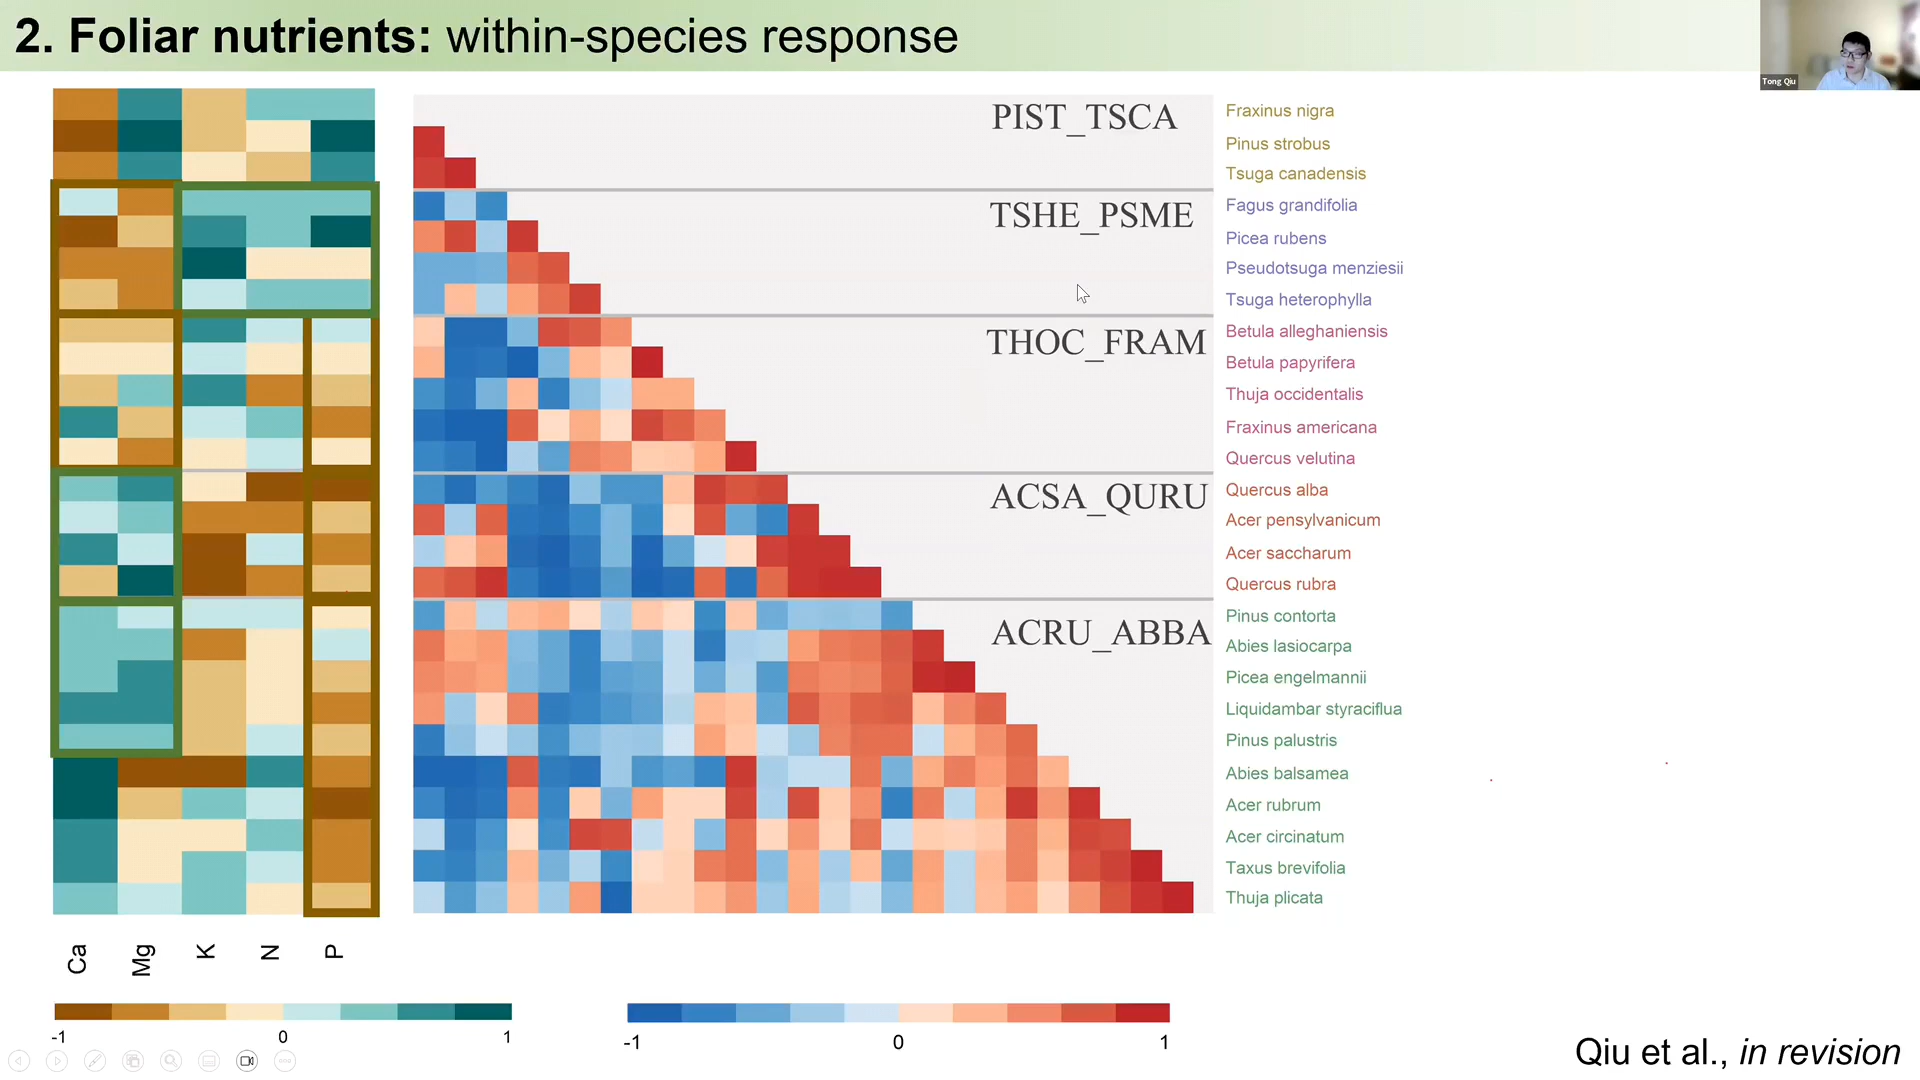 2. Foliar nutrients: within-species response
Tong Qiu
PIST_TSCA
TSHE_PSME
THOC_FRAM
ACSA_QURU
ACRU_ABBA
Fraxinus nigra
Pinus strobus
Tsuga canadensis
Fagus grandifolia
Picea rubens
Pseudotsuga menziesii
Tsuga heterophylla
Betula alleghaniensis
Betula papyrifera
Thuja occidentalis
Fraxinus americana
Quercus velutina
Quercus alba
Acer pensylvanicum
Acer saccharum
Quercus rubra
Pinus contorta
Abies lasiocarpa
Picea engelmannii
Liquidambar styraciflua
Pinus palustris
Abies balsamea
Acer rubrum
Acer circinatum
Taxus brevifolia
Thuja plicata
Ca Mg K N P
-1 0 1
-1 0 1
Qiu et al., in revision